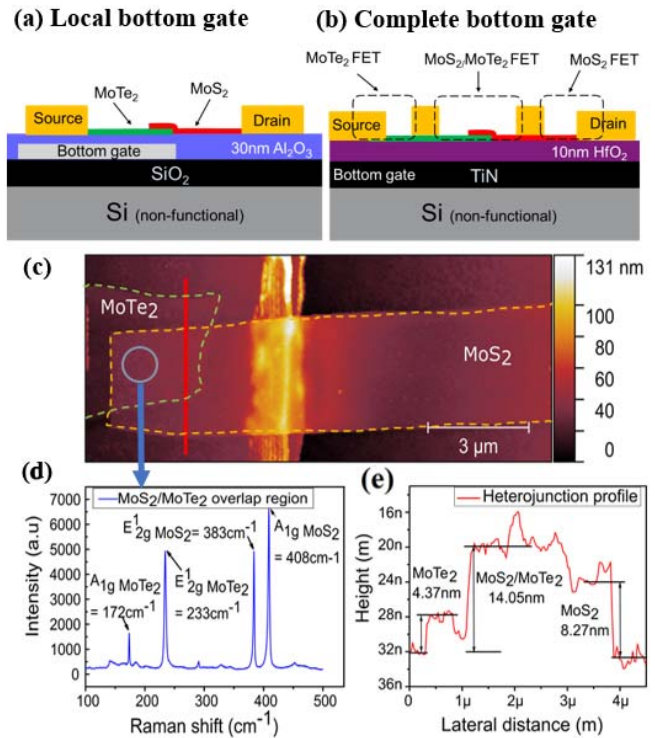 (a) Local bottom gate
MoTe₂
MoS₂
Source
Drain
Bottom gate
30nm Al₂O₃
SiO₂
Si (non-functional)
(b) Complete bottom gate
MoTe₂ FET
MoS₂/MoTe₂ FET
MoS₂ FET
Source
Drain
10nm HfO₂
Bottom gate
TiN
Si (non-functional)
(c)
MoTe₂
MoS₂
3 µm
131 nm
100
80
60
40
0
(d)
MoS₂/MoTe₂ overlap region
A₁g MoTe₂
= 172cm⁻¹
E¹₂g MoS₂= 383cm⁻¹
E¹₂g MoTe₂
= 233cm⁻¹
A₁g MoS₂
= 408cm-1
Intensity (a.u)
7000
6000
5000
4000
3000
2000
1000
0
100
200
300
400
500
Raman shift (cm⁻¹)
(e)
Heterojunction profile
MoTe₂
4.37nm
MoS₂/MoTe₂
14.05nm
MoS₂
8.27nm
Height (m)
16n
20n
24n
28n
32n
36n
0
1µ
2µ
3µ
4µ
Lateral distance (m)